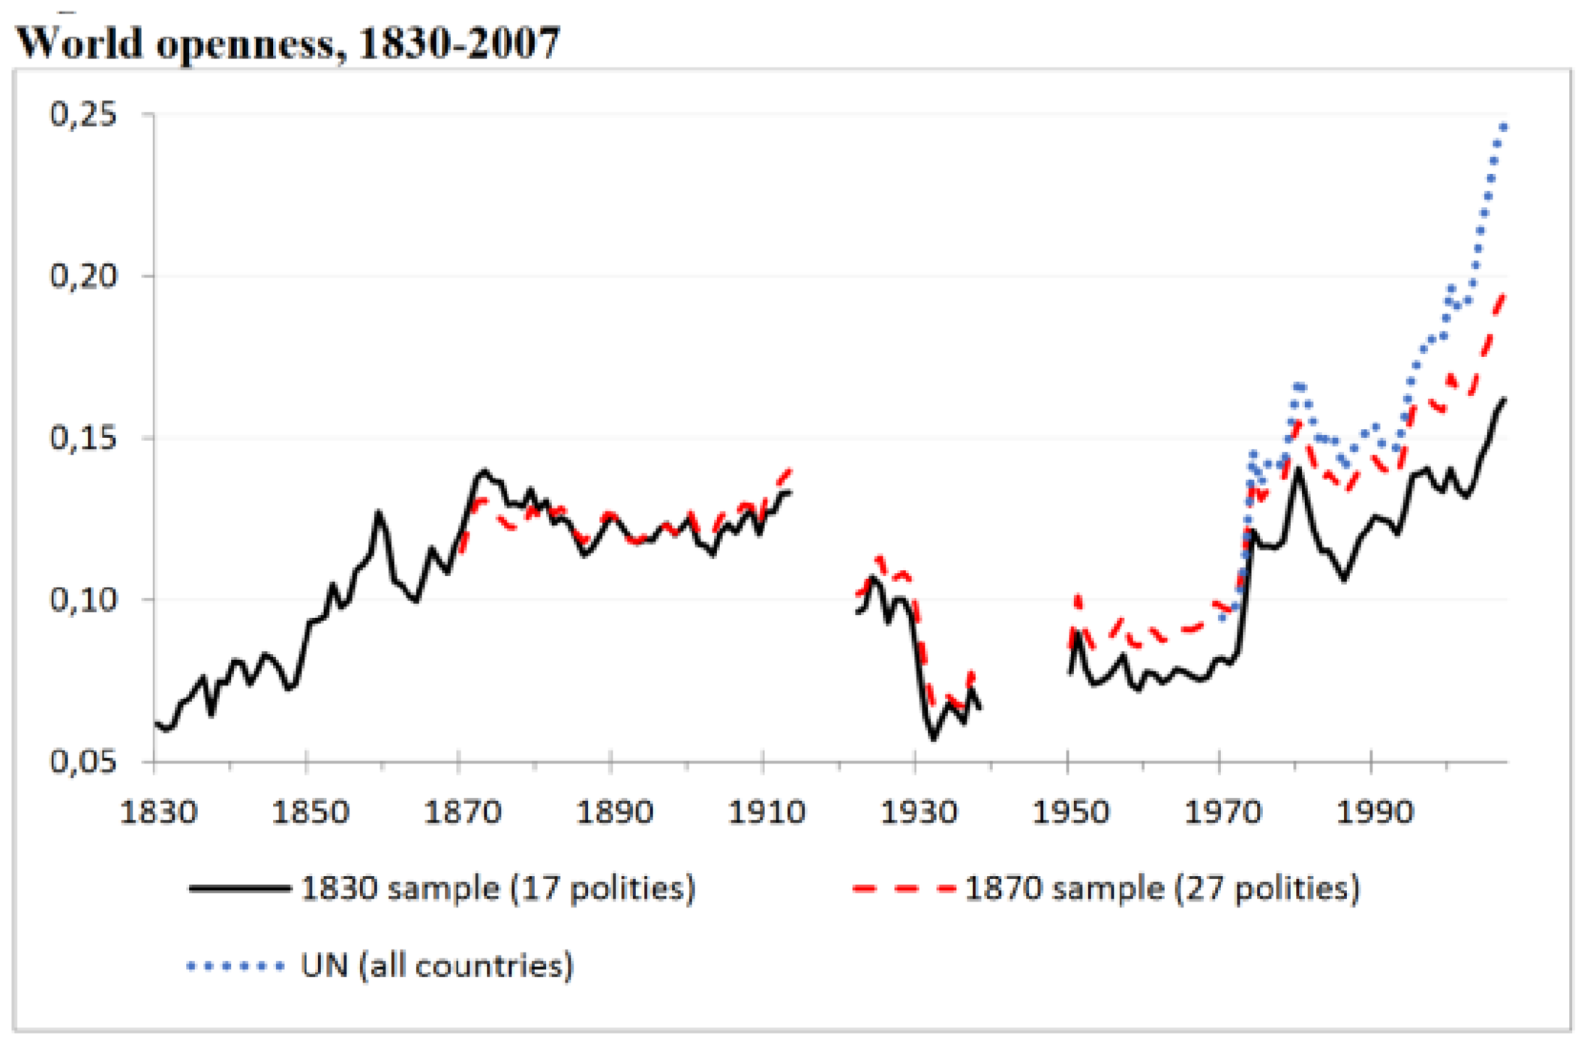 World openness, 1830-2007
0,25
0,20
0,15
0,10
0,05
1830 1850 1870 1890 1910 1930 1950 1970 1990
1830 sample (17 polities) 1870 sample (27 polities)
UN (all countries)